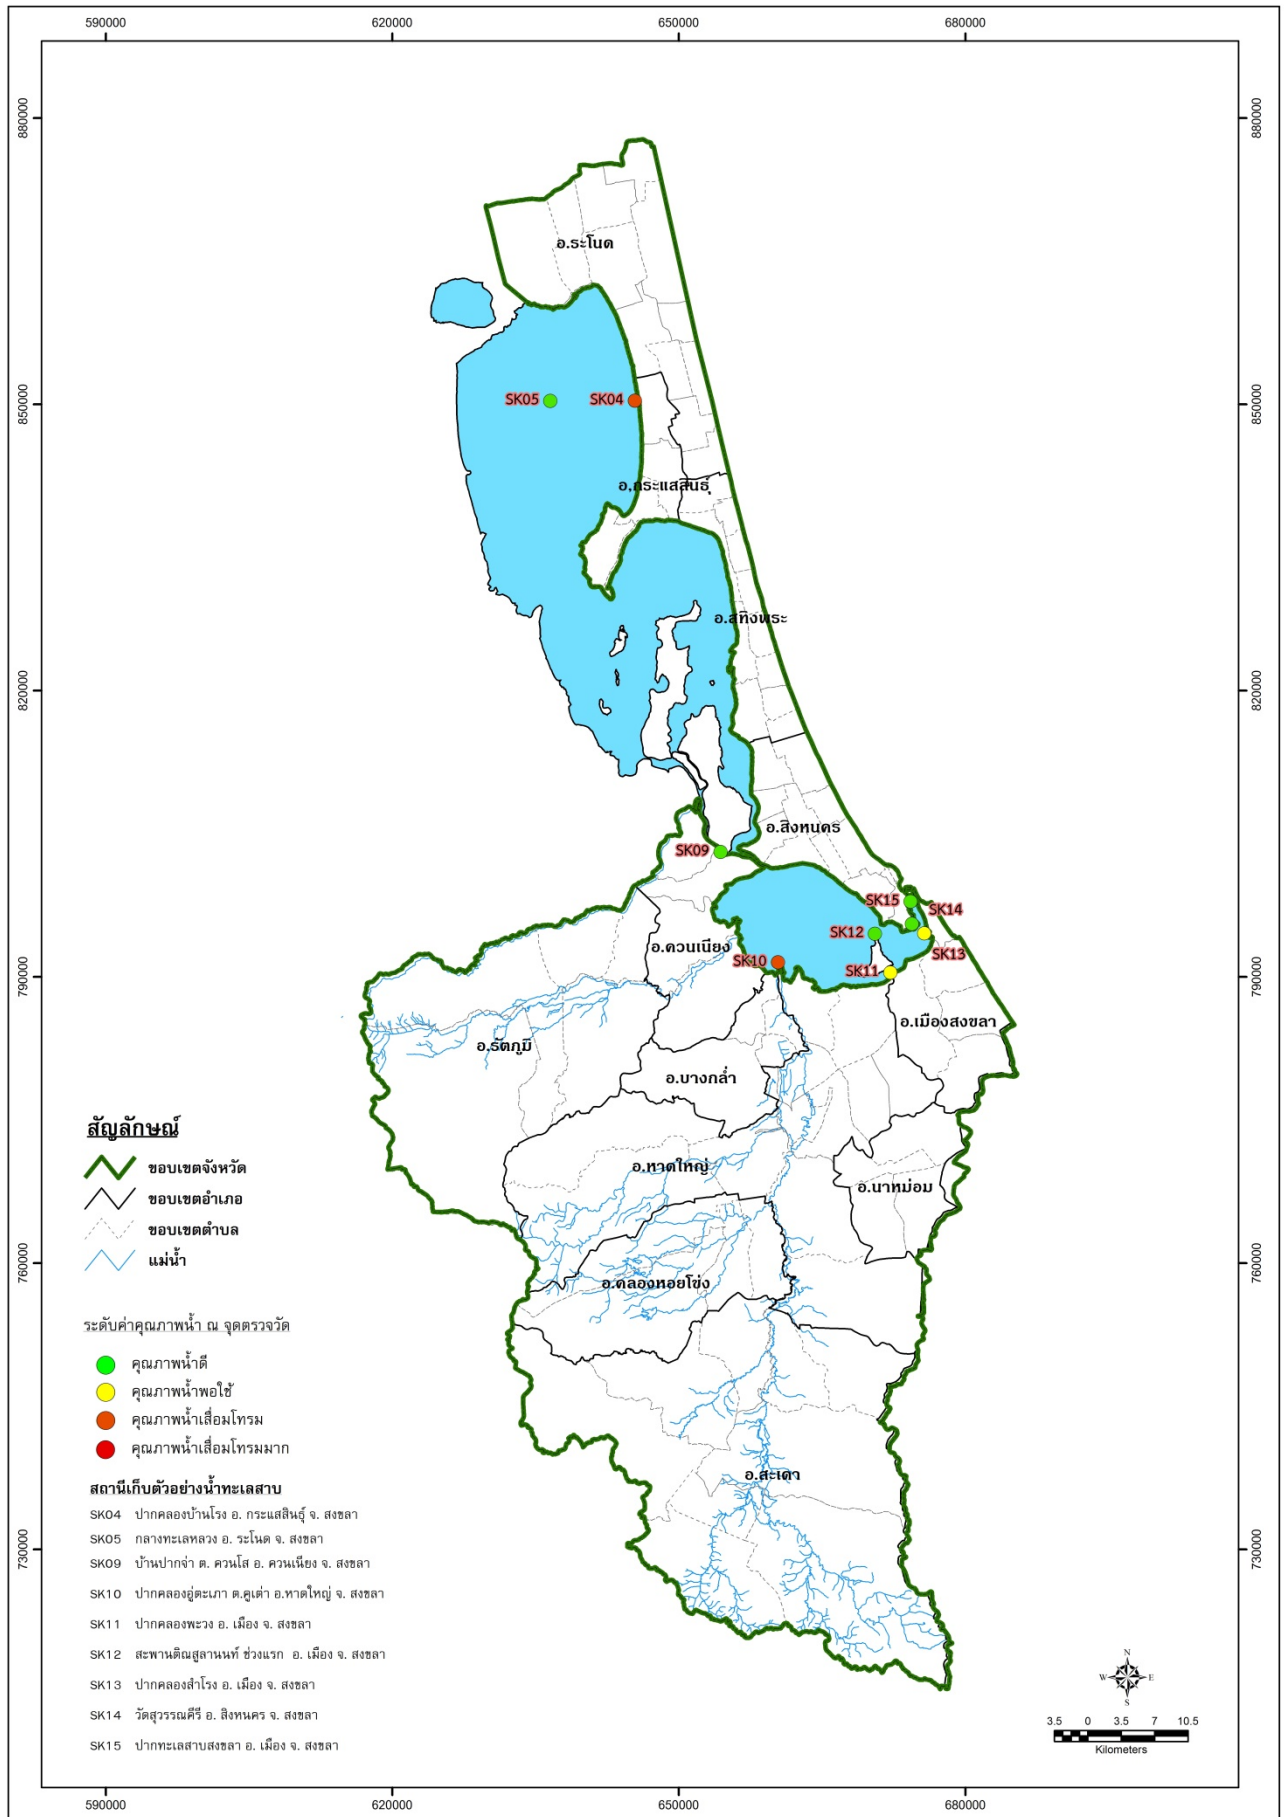 590000 620000 650000 680000
880000 880000
อ.ระโนด
SK05 SK04
850000 850000
อ.กระแสสินธุ์
อ.สทิงพระ
820000 820000
อ.สิงหนคร
SK09
SK15 SK14
SK12
อ.ควนเนียง
SK13
SK10 SK11
790000 790000
อ.เมืองสงขลา
อ.รัตภูมิ
อ.บางกล่ำ
อ.หาดใหญ่
อ.นาหม่อม
อ.คลองหอยโข่ง
760000 760000
อ.สะเดา
730000 730000
สัญลักษณ์
ขอบเขตจังหวัด
ขอบเขตอำเภอ
ขอบเขตตำบล
แม่น้ำ
ระดับค่าคุณภาพน้ำ ณ จุดตรวจวัด
คุณภาพน้ำดี
คุณภาพน้ำพอใช้
คุณภาพน้ำเสื่อมโทรม
คุณภาพน้ำเสื่อมโทรมมาก
สถานีเก็บตัวอย่างน้ำทะเลสาบ
SK04 ปากคลองบ้านโรง อ. กระแสสินธุ์ จ. สงขลา
SK05 กลางทะเลหลวง อ. ระโนด จ. สงขลา
SK09 บ้านปากจ่า ต. ควนโส อ. ควนเนียง จ. สงขลา
SK10 ปากคลองอู่ตะเภา ต.คูเต่า อ.หาดใหญ่ จ. สงขลา
SK11 ปากคลองพะวง อ. เมือง จ. สงขลา
SK12 สะพานติณสูลานนท์ ช่วงแรก อ. เมือง จ. สงขลา
SK13 ปากคลองสำโรง อ. เมือง จ. สงขลา
SK14 วัดสุวรรณคีรี อ. สิงหนคร จ. สงขลา
SK15 ปากทะเลสาบสงขลา อ. เมือง จ. สงขลา
N
W E
S
3.5 0 3.5 7 10.5
Kilometers
590000 620000 650000 680000